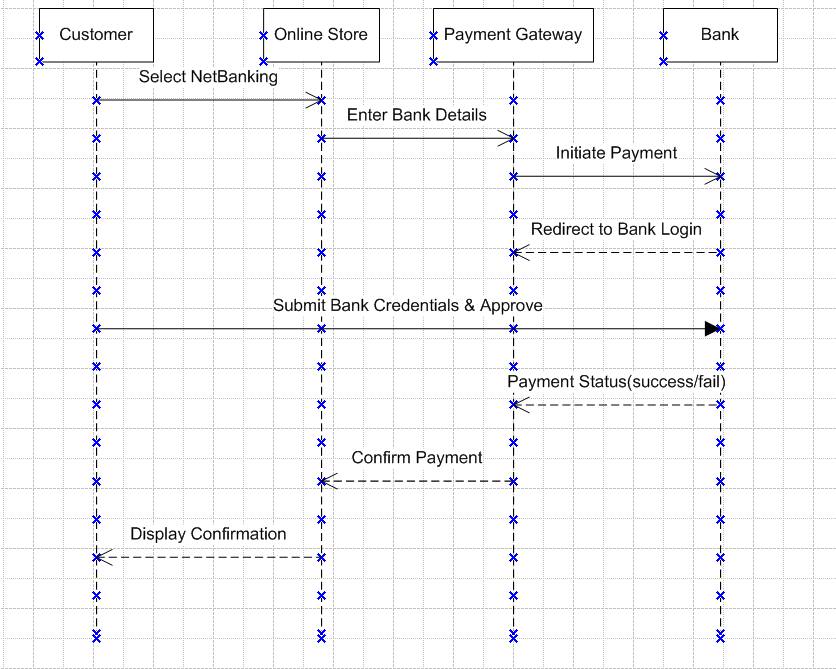 Customer
Online Store
Payment Gateway
Bank
Select NetBanking
Enter Bank Details
Initiate Payment
Redirect to Bank Login
Submit Bank Credentials & Approve
Payment Status(success/fail)
Confirm Payment
Display Confirmation